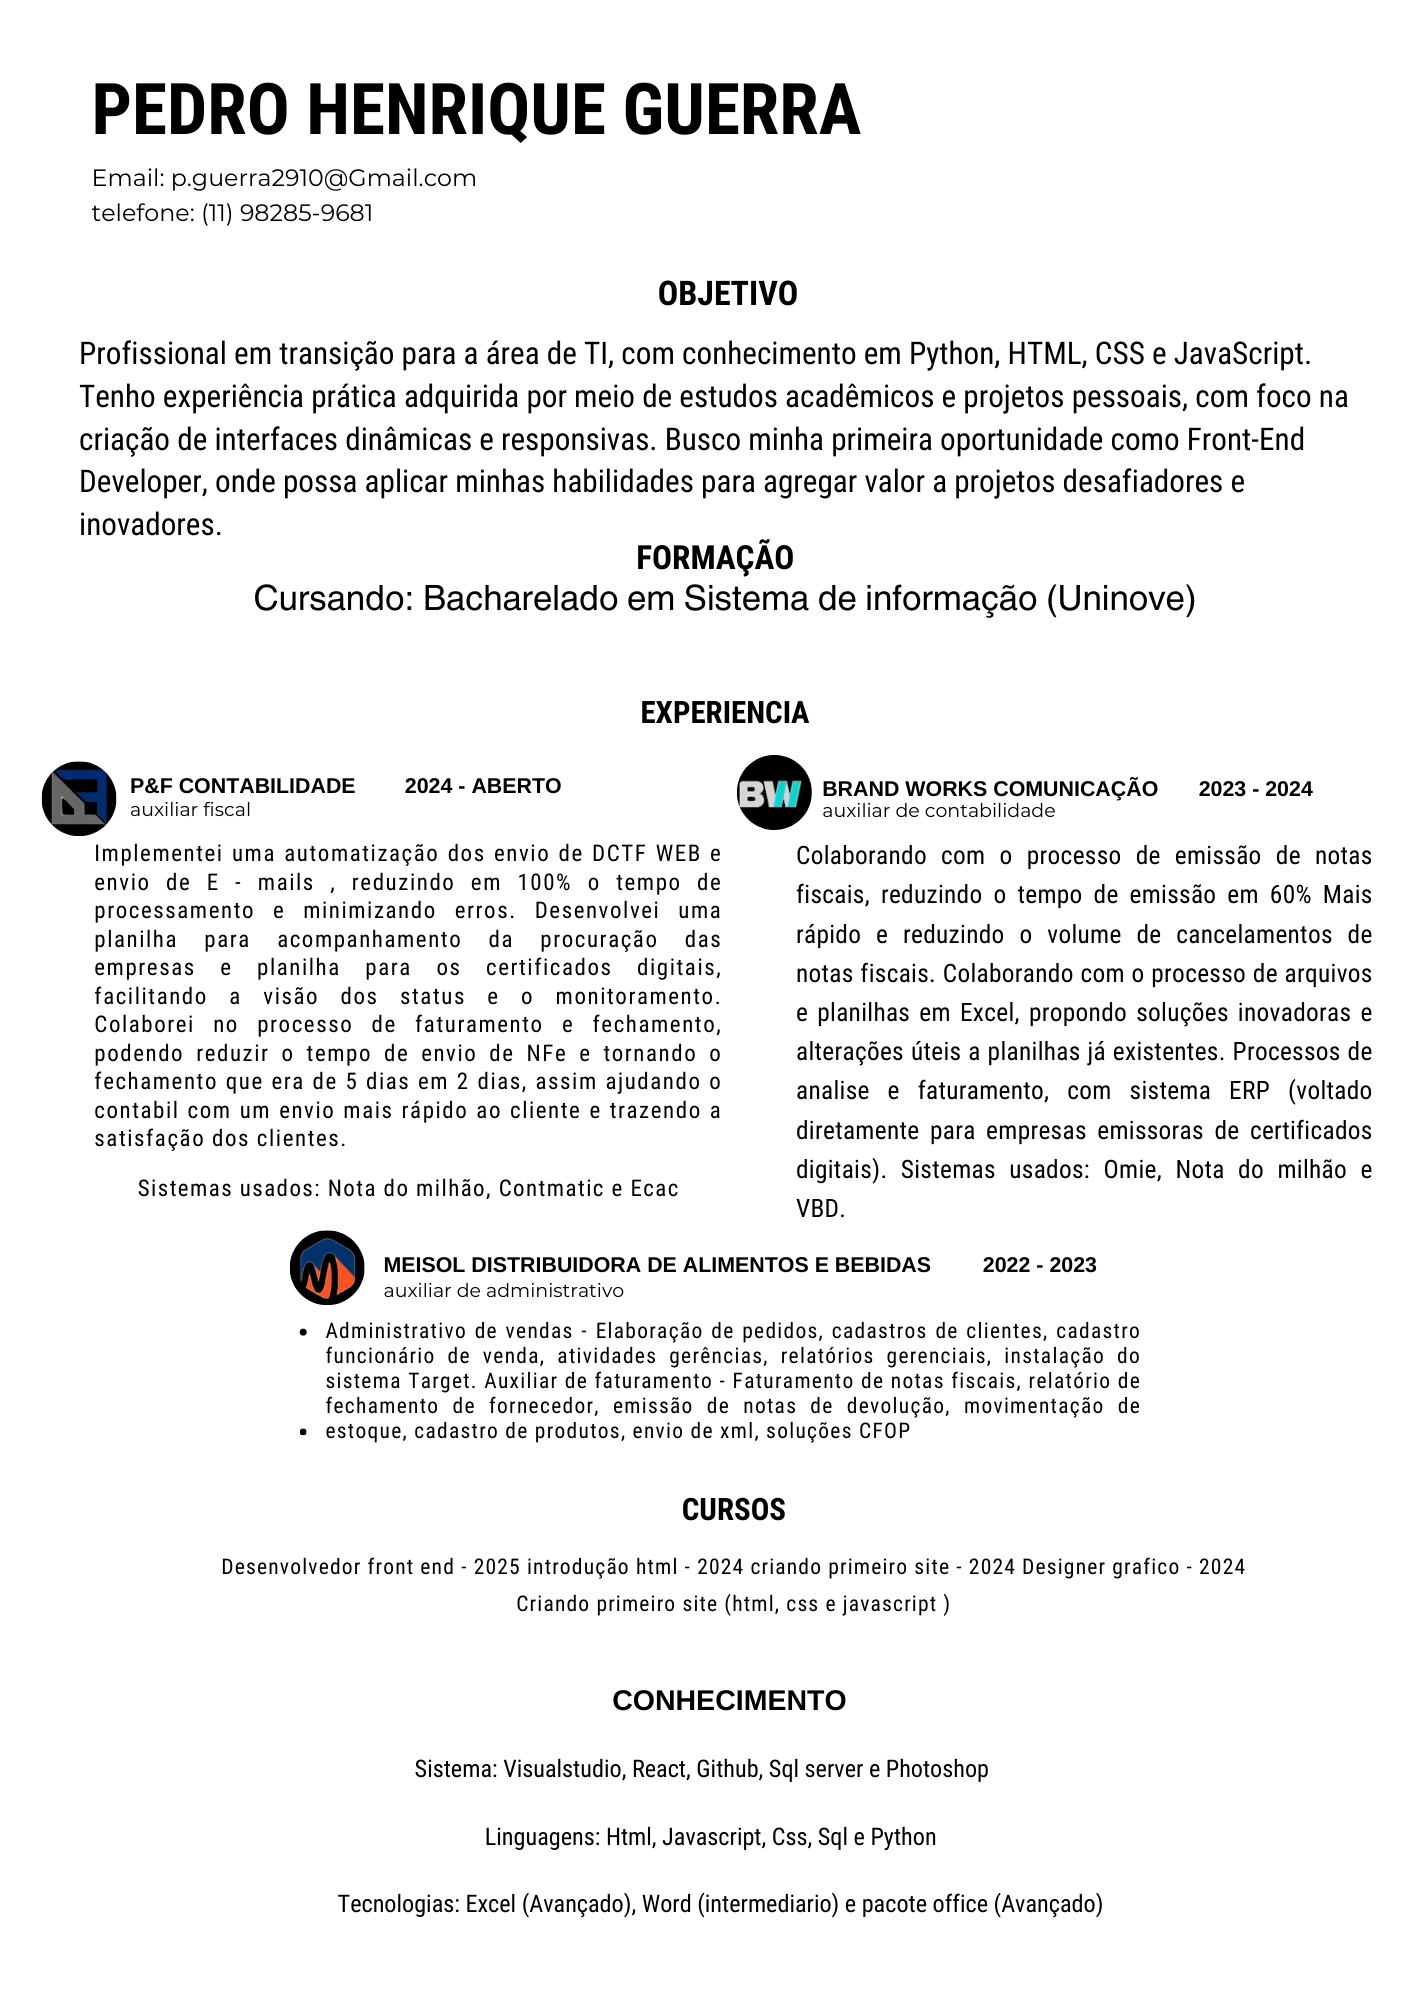 PEDRO HENRIQUE GUERRA
Email: p.guerra2910@Gmail.com
telefone: (11) 98285-9681
OBJETIVO
Profissional em transição para a área de TI, com conhecimento em Python, HTML, CSS e JavaScript.
Tenho experiência prática adquirida por meio de estudos acadêmicos e projetos pessoais, com foco na
criação de interfaces dinâmicas e responsivas. Busco minha primeira oportunidade como Front-End
Developer, onde possa aplicar minhas habilidades para agregar valor a projetos desafiadores e
inovadores.
FORMAÇÃO
Cursando: Bacharelado em Sistema de informação (Uninove)
EXPERIENCIA
P&F CONTABILIDADE 2024 - ABERTO
auxiliar fiscal
Implementei uma automatização dos envio de DCTF WEB e
envio de E - mails , reduzindo em 100% o tempo de
processamento e minimizando erros. Desenvolvei uma
planilha para acompanhamento da procuração das
empresas e planilha para os certificados digitais,
facilitando a visão dos status e o monitoramento.
Colaborei no processo de faturamento e fechamento,
podendo reduzir o tempo de envio de NFe e tornando o
fechamento que era de 5 dias em 2 dias, assim ajudando o
contabil com um envio mais rápido ao cliente e trazendo a
satisfação dos clientes.
Sistemas usados: Nota do milhão, Contmatic e Ecac
BW
BRAND WORKS COMUNICAÇÃO 2023 - 2024
auxiliar de contabilidade
Colaborando com o processo de emissão de notas
fiscais, reduzindo o tempo de emissão em 60% Mais
rápido e reduzindo o volume de cancelamentos de
notas fiscais. Colaborando com o processo de arquivos
e planilhas em Excel, propondo soluções inovadoras e
alterações úteis a planilhas já existentes. Processos de
analise e faturamento, com sistema ERP (voltado
diretamente para empresas emissoras de certificados
digitais). Sistemas usados: Omie, Nota do milhão e
VBD.
MEISOL DISTRIBUIDORA DE ALIMENTOS E BEBIDAS 2022 - 2023
auxiliar de administrativo
• Administrativo de vendas - Elaboração de pedidos, cadastros de clientes, cadastro
funcionário de venda, atividades gerências, relatórios gerenciais, instalação do
sistema Target. Auxiliar de faturamento - Faturamento de notas fiscais, relatório de
fechamento de fornecedor, emissão de notas de devolução, movimentação de
• estoque, cadastro de produtos, envio de xml, soluções CFOP
CURSOS
Desenvolvedor front end - 2025 introdução html - 2024 criando primeiro site - 2024 Designer grafico - 2024
Criando primeiro site (html, css e javascript )
CONHECIMENTO
Sistema: Visualstudio, React, Github, Sql server e Photoshop
Linguagens: Html, Javascript, Css, Sql e Python
Tecnologias: Excel (Avançado), Word (intermediario) e pacote office (Avançado)